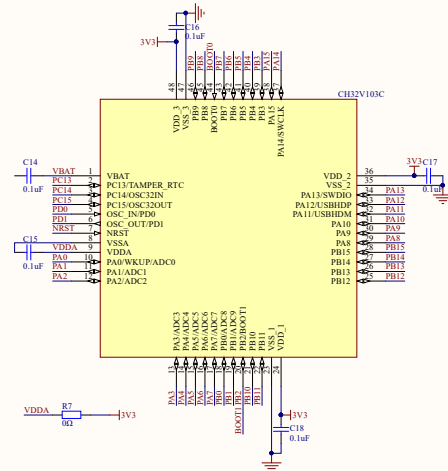 C16
0.1uF
3V3
PB9
PB8
BOOT0
PB7
PB6
PB5
PB4
PB3
PA15
PA14
48
47
46
45
44
43
42
41
40
39
38
37
CH32V103C
VDD_3
VSS_3
PB9
PB8
BOOT0
PB7
PB6
PB5
PB4
PB3
PA15
PA14/SWCLK
C14
0.1uF
VBAT 1 VBAT
PC13 2 PC13/TAMPER_RTC
PC14 3 PC14/OSC32IN
PC15 4 PC15/OSC32OUT
PD0 5 OSC_IN/PD0
PD1 6 OSC_OUT/PD1
NRST 7 NRST
C15 8 VSSA
0.1uF VDDA 9 VDDA
PA0 10 PA0/WKUP/ADC0
PA1 11 PA1/ADC1
PA2 12 PA2/ADC2
3V3 C17
0.1uF
VDD_2 36
VSS_2 35
PA13/SWDIO 34 PA13
PA12/USBHDP 33 PA12
PA11/USBHDM 32 PA11
PA10 31 PA10
PA9 30 PA9
PA8 29 PA8
PB15 28 PB15
PB14 27 PB14
PB13 26 PB13
PB12 25 PB12
PA3/ADC3
PA4/ADC4
PA5/ADC5
PA6/ADC6
PA7/ADC7
PB0/ADC8
PB1/ADC9
PB2/BOOT1
PB10
PB11
VSS_1
VDD_1
13
14
15
16
17
18
19
20
21
22
23
24
PA3
PA4
PA5
PA6
PA7
PB0
PB1
PB2
BOOT1
PB10
PB11
VDDA R7 3V3
0Ω
3V3
C18
0.1uF